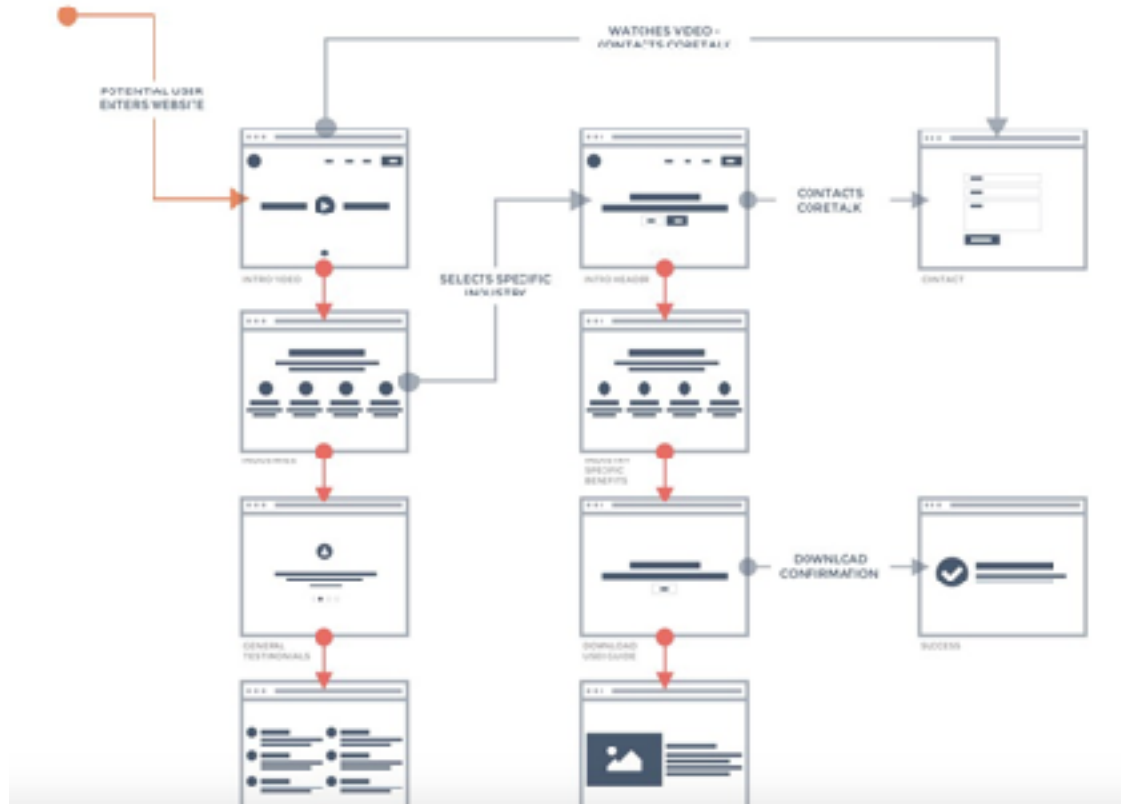 WATCHES VIDEO -
CONTACTS CORETALK
POTENTIAL USER
ENTERS WEBSITE
CONTACTS
CORETALK
SELECTS SPECIFIC
INDUSTRY
INTRO VIDEO
INTRO HEADER
CONTACT
INDUSTRIES
INDUSTRY
SPECIFIC
BENEFITS
DOWNLOAD
CONFIRMATION
GENERAL
TESTIMONIALS
DOWNLOAD
USER GUIDE
SUCCESS